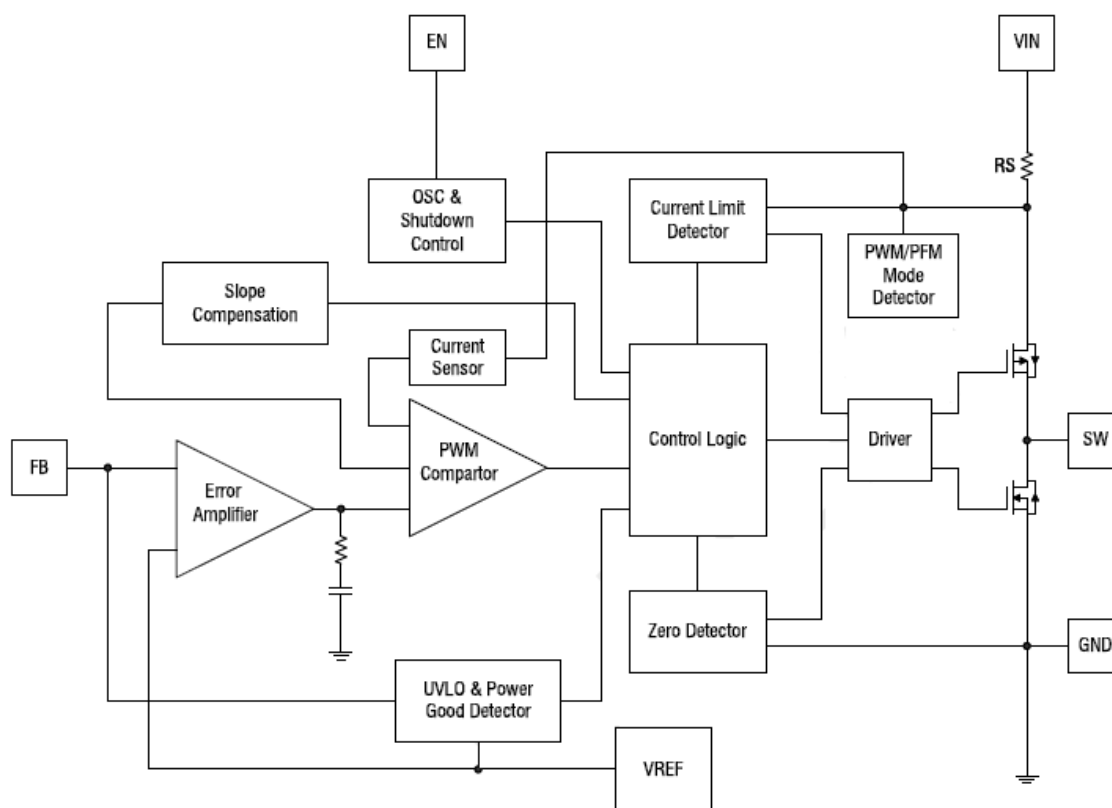 EN
VIN
RS
OSC &
Shutdown
Control
Current Limit
Detector
PWM/PFM
Mode
Detector
Slope
Compensation
Current
Sensor
PWM
Compartor
Control Logic
Driver
SW
FB
Error
Amplifier
Zero Detector
GND
UVLO & Power
Good Detector
VREF